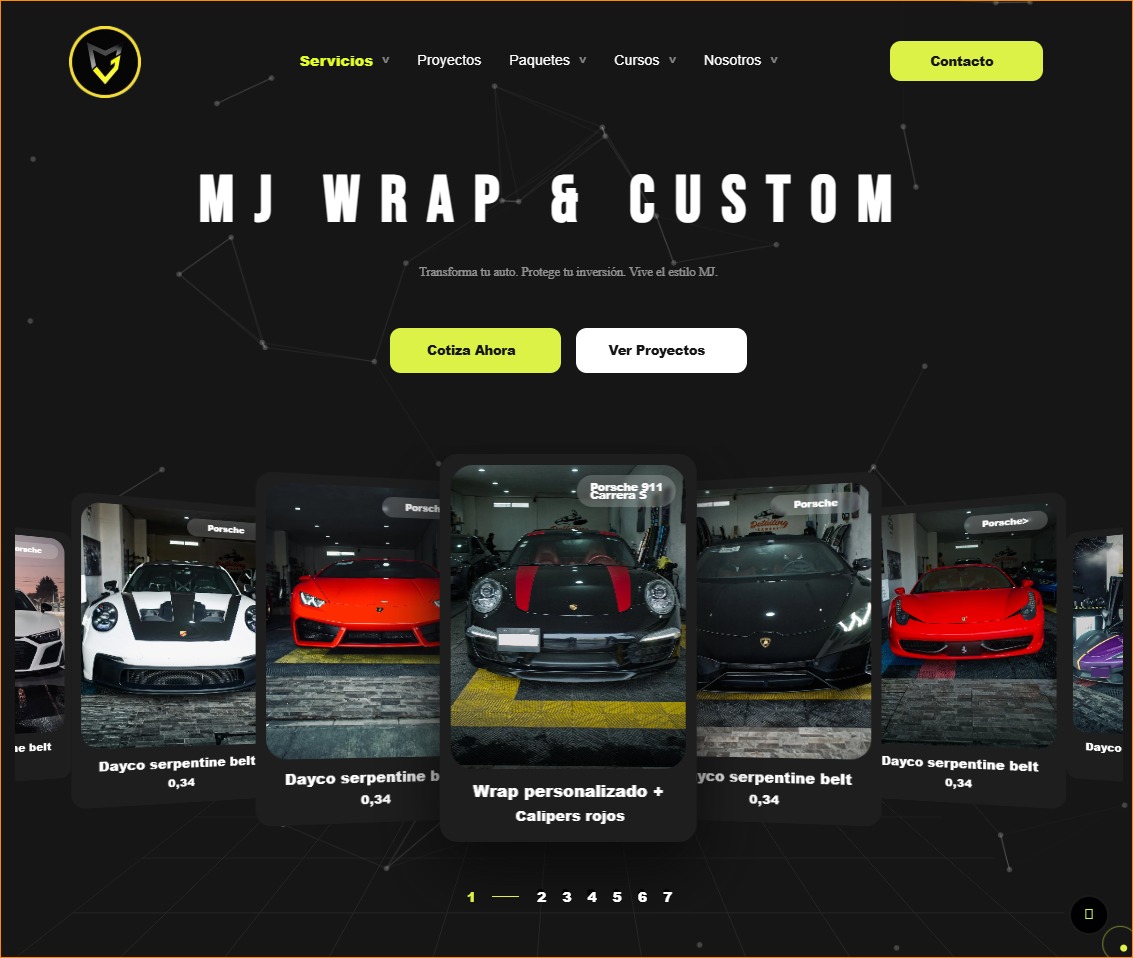 Servicios
Proyectos
Paquetes
Cursos
Nosotros
Contacto
MJ WRAP & CUSTOM
Transforma tu auto. Protege tu inversión. Vive el estilo MJ.
Cotiza Ahora
Ver Proyectos
Porsche
Porsche
Porsche 911
Carrera S
Porsche
Porsche>
Detailing
belt
Dayco serpentine belt
0,34
Dayco serpentine b
0,34
Wrap personalizado +
Calipers rojos
yco serpentine belt
0,34
Dayco serpentine belt
0,34
Dayco
1 2 3 4 5 6 7